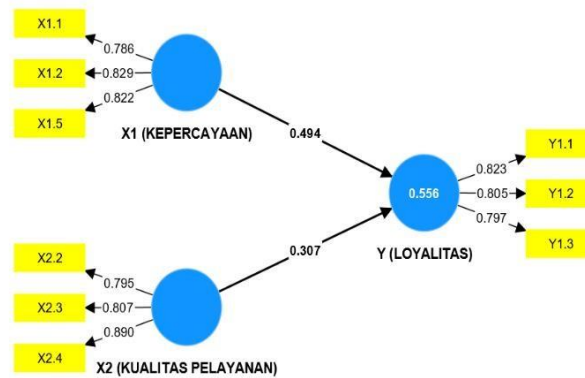 X1.1
0.786
X1.2
0.829
X1.5
0.822
X1 (KEPERCAYAAN)
0.494
Y1.1
0.823
0.556
0.805
Y1.2
0.797
Y1.3
Y (LOYALITAS)
0.307
X2.2
0.795
X2.3
0.807
X2.4
0.890
X2 (KUALITAS PELAYANAN)